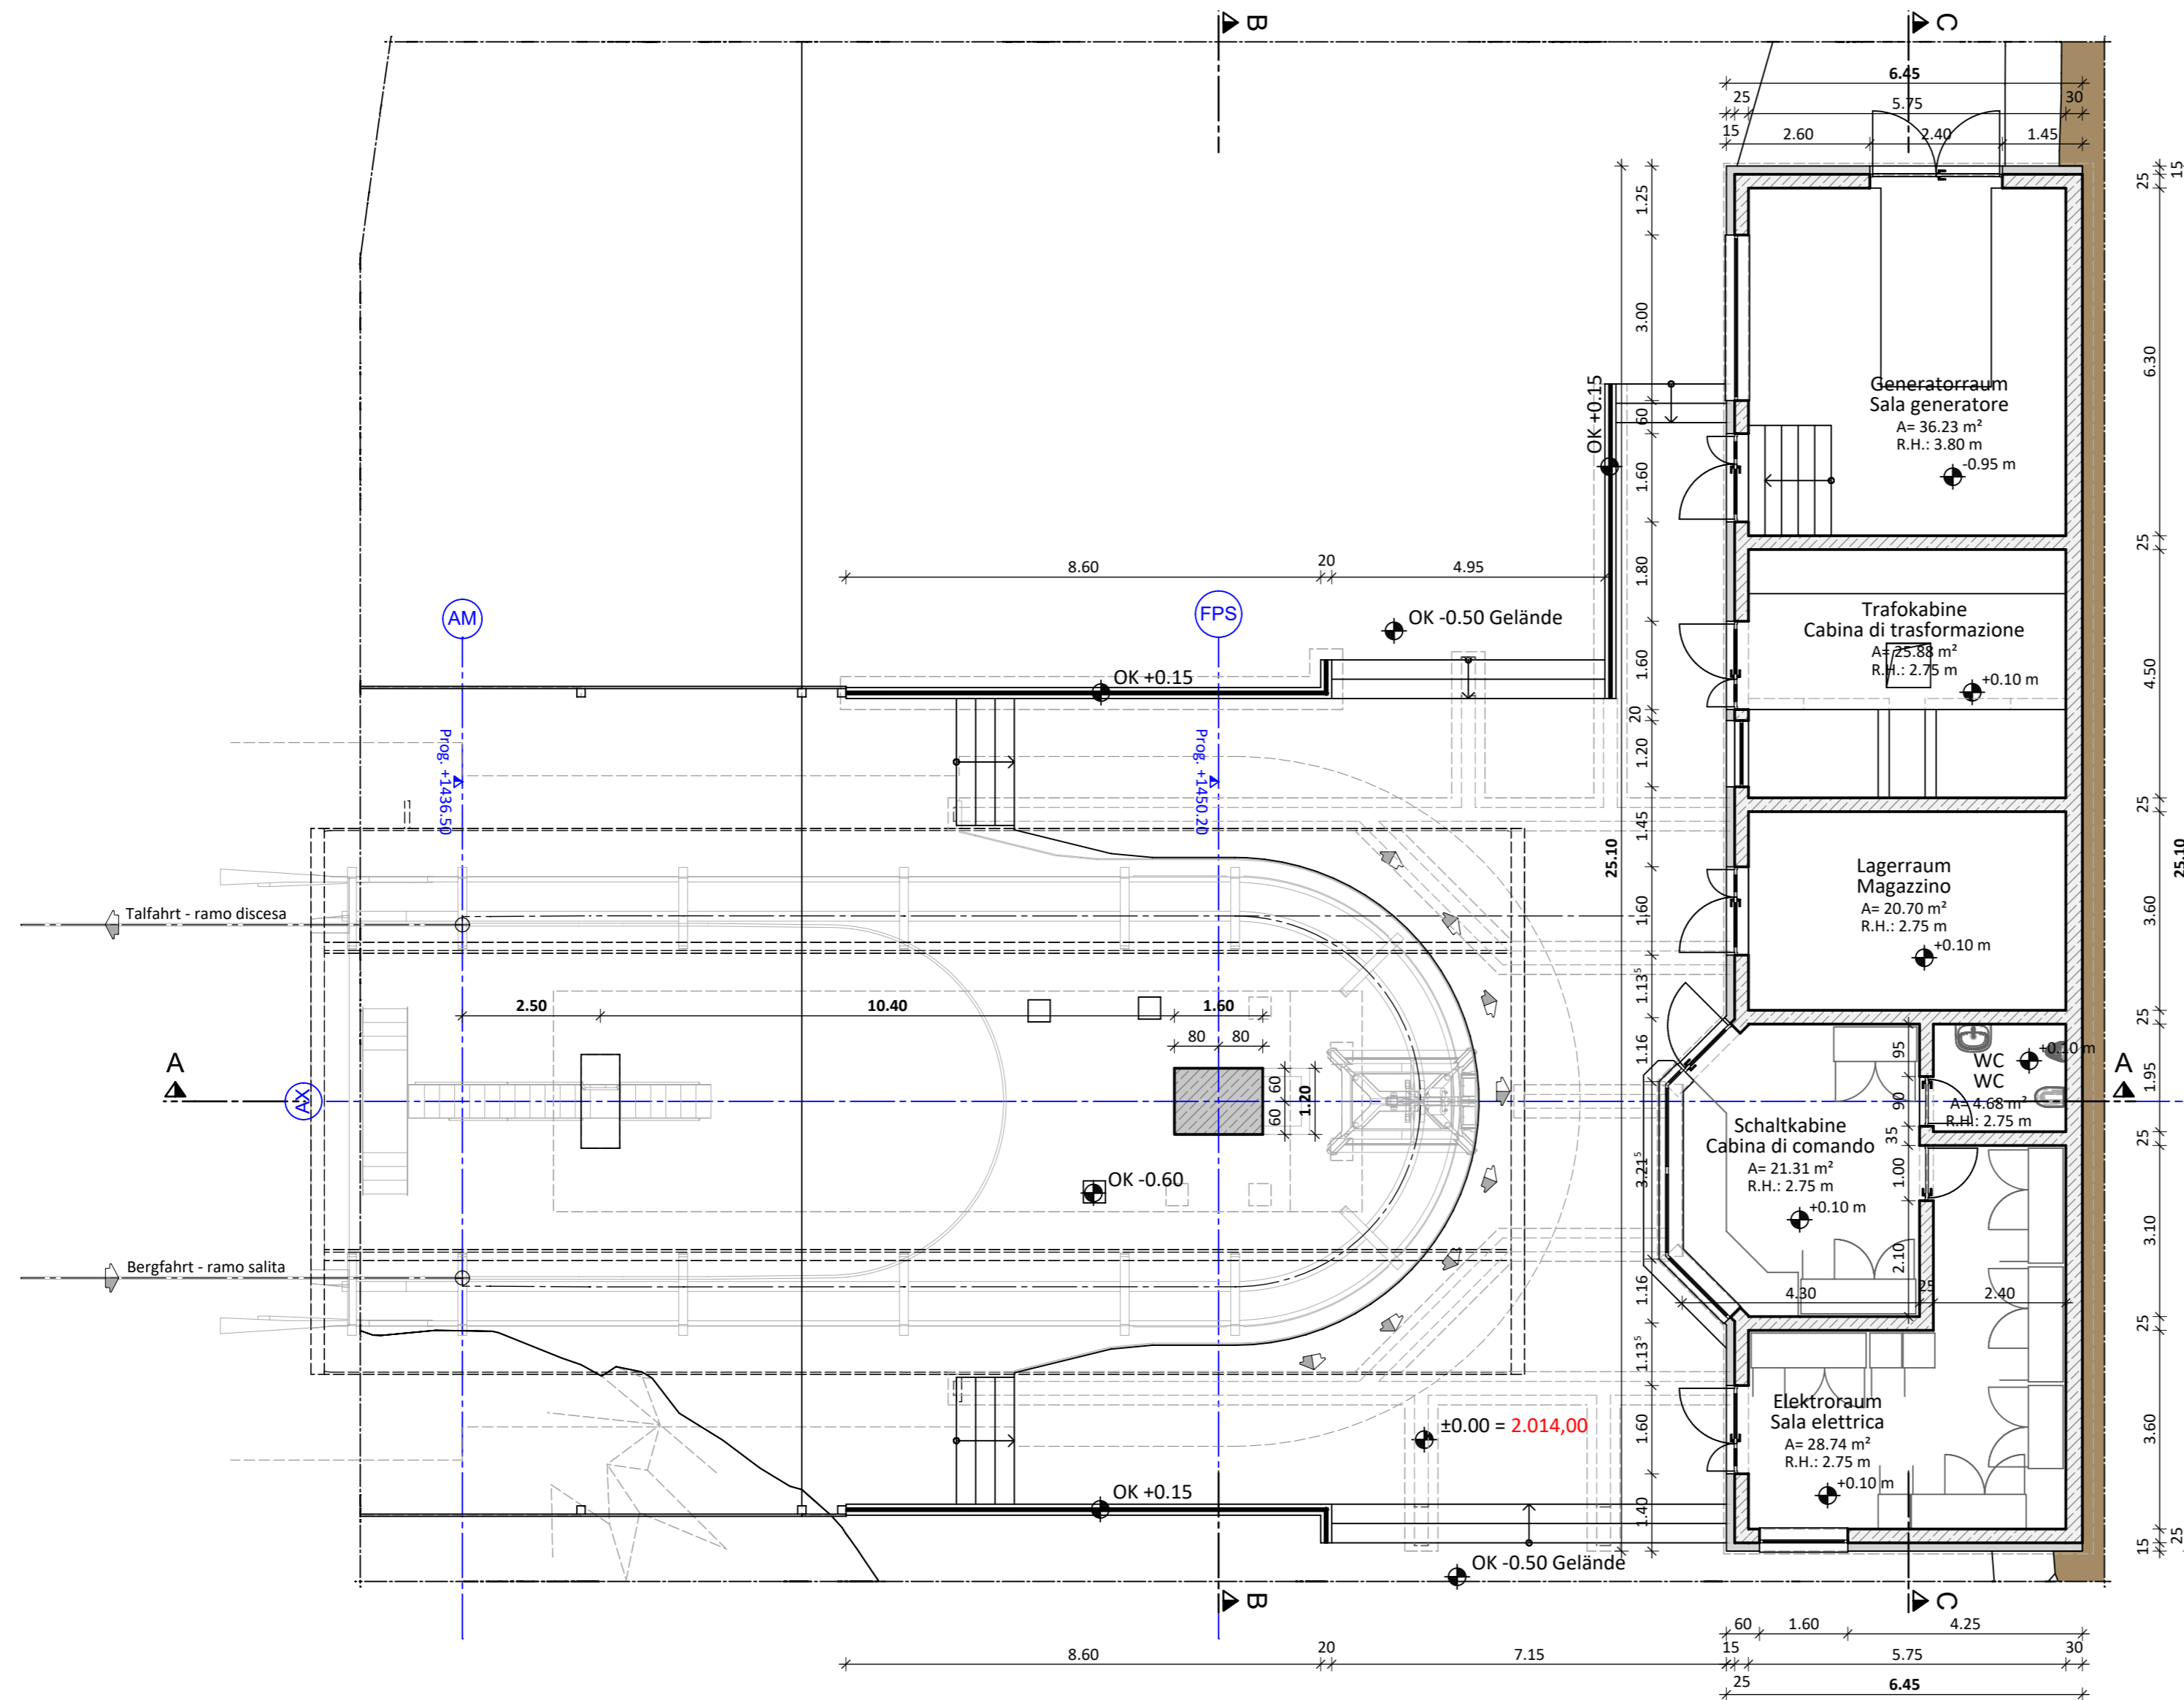 B
C
6.45
25
5.75
30
15
2.60
2.40
1.45
15
25
1.25
3.00
6.30
OK +0.15
60
Generatorraum
Sala generatore
A= 36.23 m²
R.H.: 3.80 m
-0.95 m
1.60
25
8.60
20
4.95
1.80
AM
FPS
OK -0.50 Gelände
Trafokabine
Cabina di trasformazione
A= 25.88 m²
R.H.: 2.75 m
+0.10 m
1.60
4.50
OK +0.15
20
Prog. +1436.50
Prog. +1450.20
1.20
25
1.45
25.10
25.10
Lagerraum
Magazzino
A= 20.70 m²
R.H.: 2.75 m
+0.10 m
1.60
3.60
Talfahrt - ramo discesa
1.13⁵
2.50
10.40
1.60
80
80
25
1.16
95
WC
WC
+0.10 m
A= 4.68 m²
R.H.: 2.75 m
A
A
1.95
AX
60
60
1.20
90
35
25
Schaltkabine
Cabina di comando
A= 21.31 m²
R.H.: 2.75 m
+0.10 m
3.21⁵
1.00
OK -0.60
3.10
2.10
Bergfahrt - ramo salita
1.16
4.30
25
2.40
25
1.13⁵
Elektroraum
Sala elettrica
A= 28.74 m²
R.H.: 2.75 m
+0.10 m
±0.00 = 2.014,00
1.60
3.60
OK +0.15
1.40
15
25
OK -0.50 Gelände
B
C
60
1.60
4.25
8.60
20
7.15
15
5.75
30
25
6.45